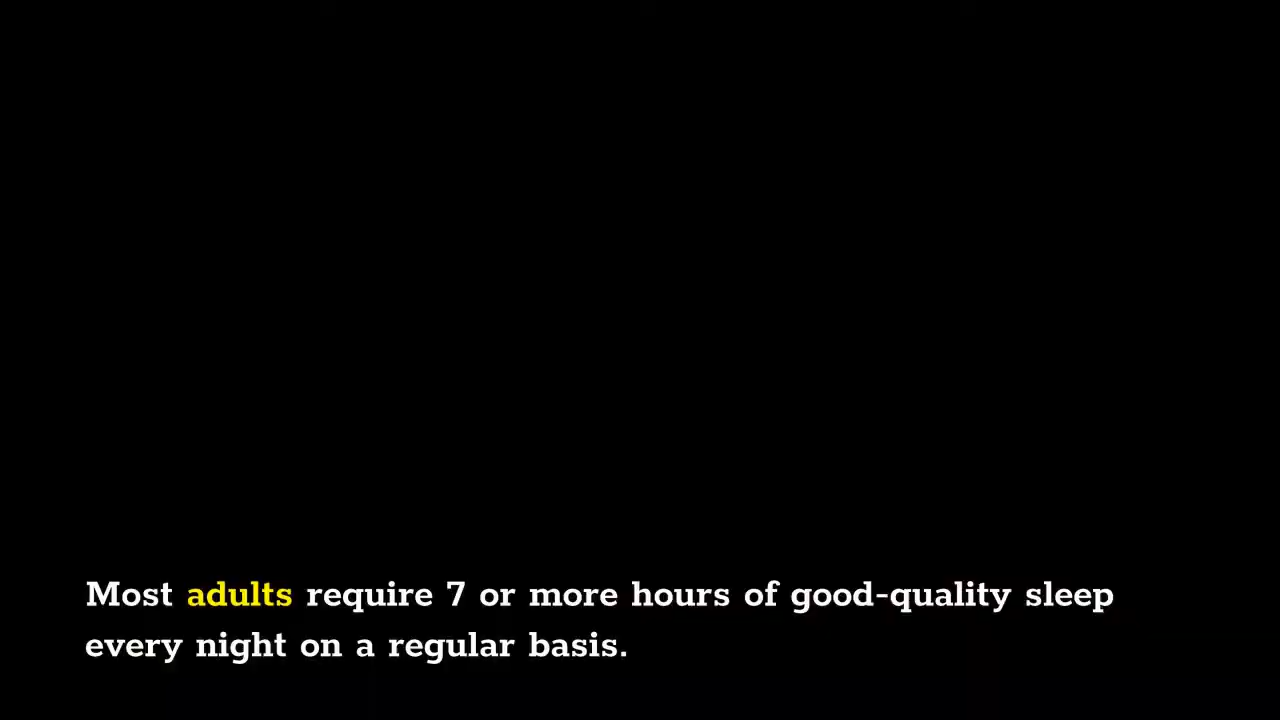 Most adults require 7 or more hours of good-quality sleep
every night on a regular basis.